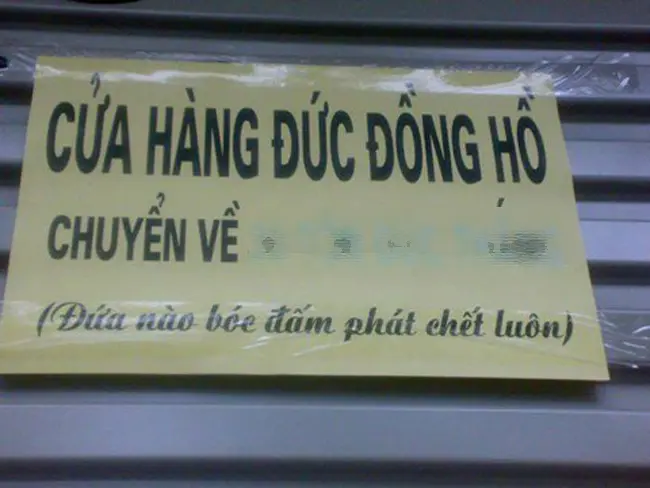 CỬA HÀNG ĐỨC ĐỒNG HỒ
CHUYỂN VỀ
(Đứa nào bóc đấm phát chết luôn)